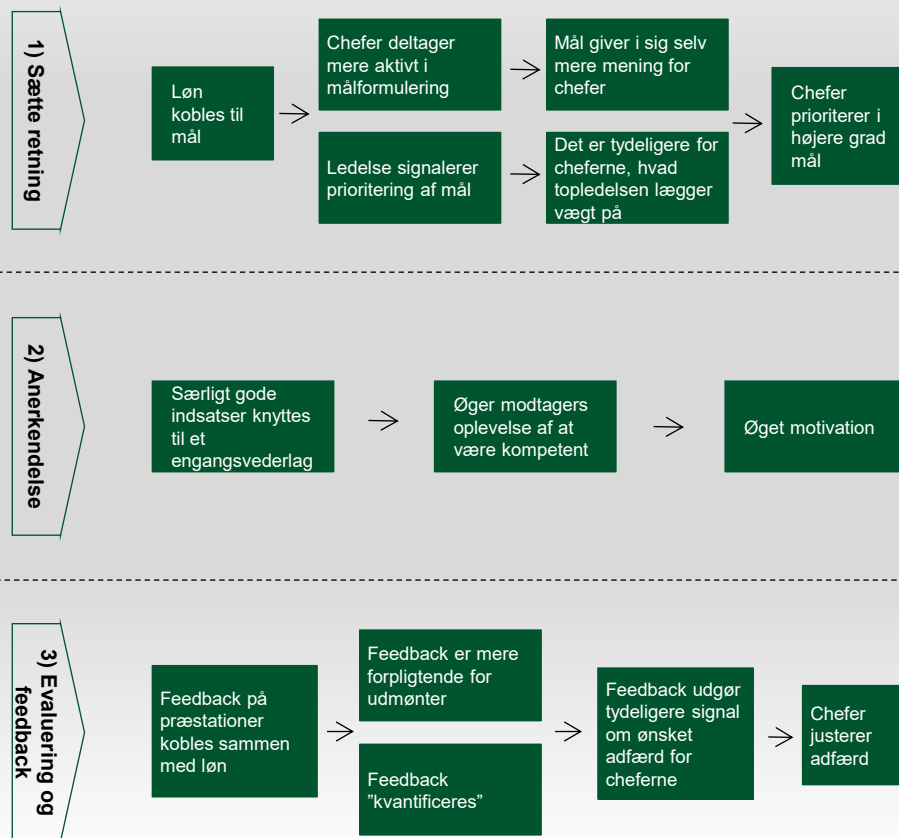 1) Sætte retning
Løn
kobles til
mål
Chefer deltager
mere aktivt i
målformulering
Mål giver i sig selv
mere mening for
chefer
Ledelse signalerer
prioritering af mål
Det er tydeligere for
cheferne, hvad
topledelsen lægger
vægt på
Chefer
prioriterer i
højere grad
mål
2) Anerkendelse
Særligt gode
indsatser knyttes
til et
engangsvederlag
Øger modtagers
oplevelse af at
være kompetent
Øget motivation
3) Evaluering og
feedback
Feedback på
præstationer
kobles sammen
med løn
Feedback er mere
forpligtende for
udmønter
Feedback
"kvantificeres”
Feedback udgør
tydeligere signal
om ønsket
adfærd for
cheferne
Chefer
justerer
adfærd